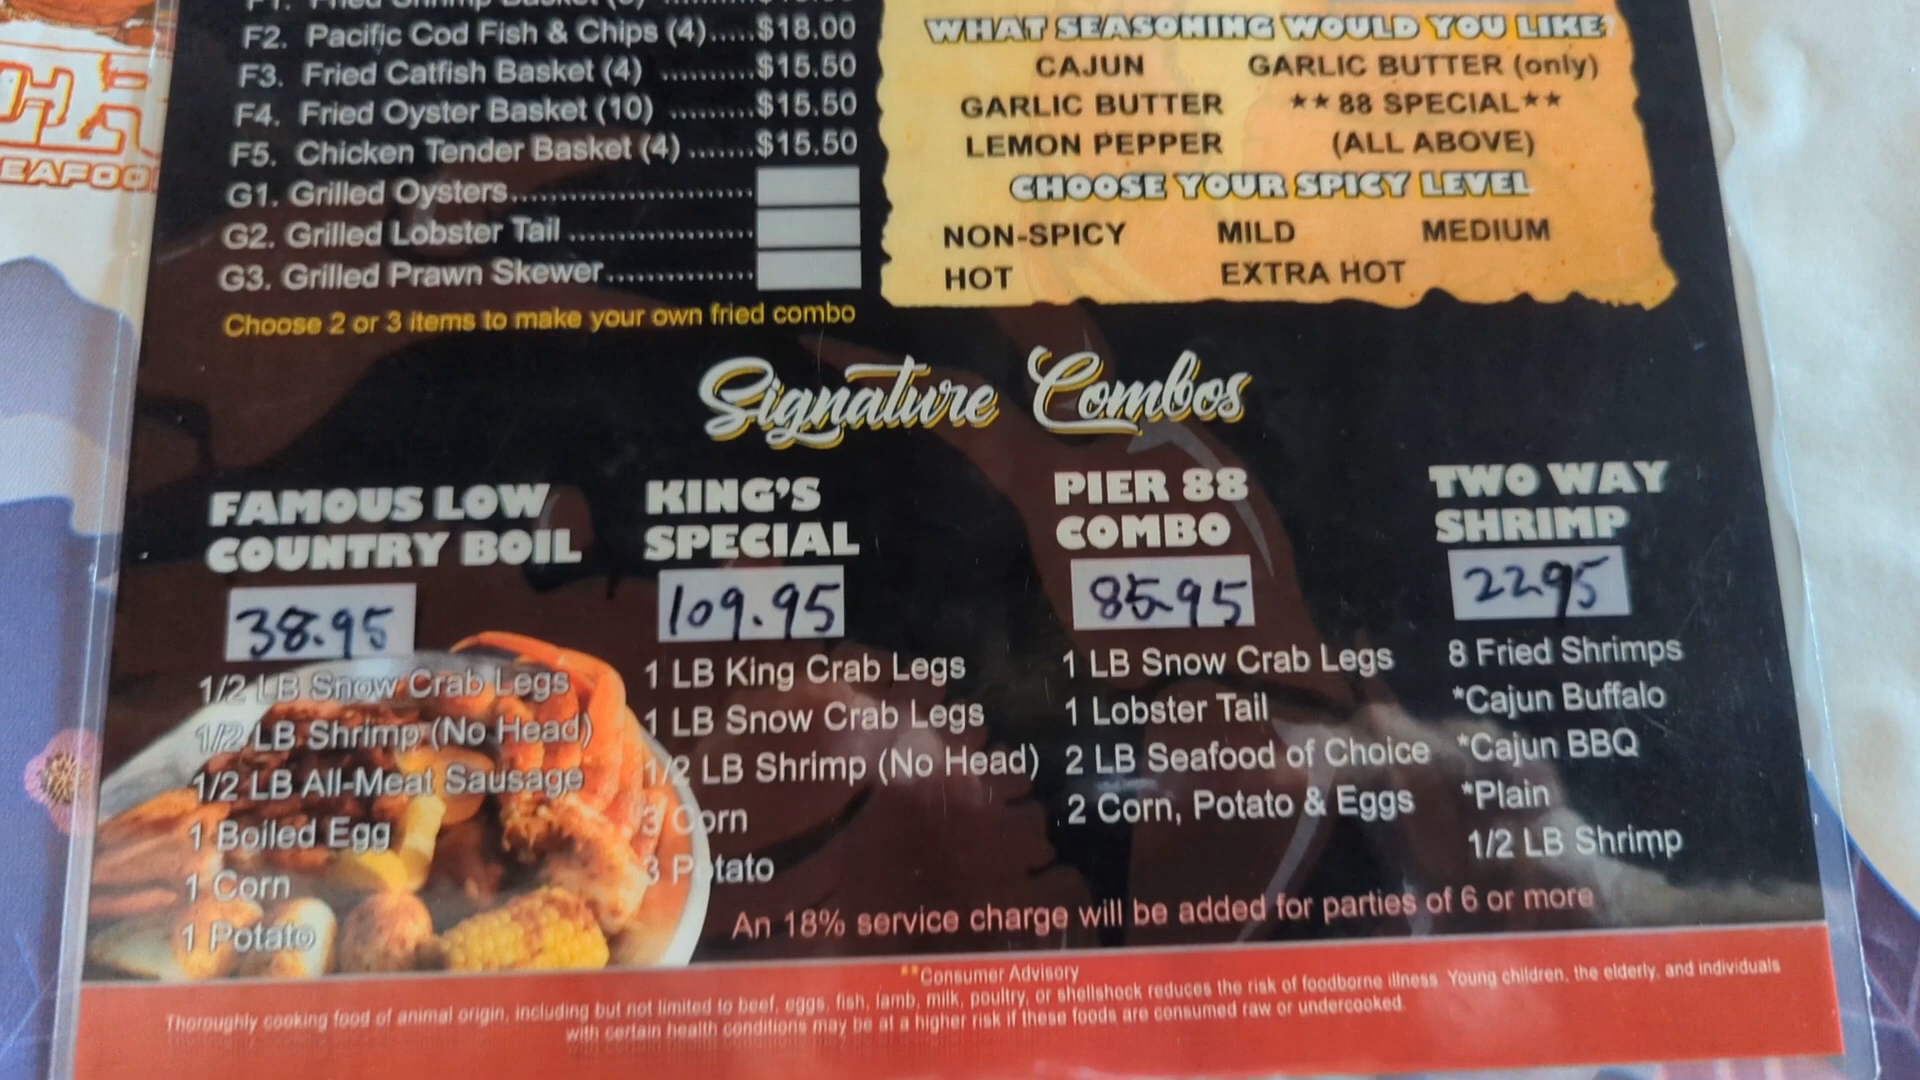 F1. Fried Shrimp Basket
F2. Pacific Cod Fish & Chips (4).....$18.00
F3. Fried Catfish Basket (4) ..........$15.50
F4. Fried Oyster Basket (10) .........$15.50
F5. Chicken Tender Basket (4) .......$15.50
G1. Grilled Oysters..........................
G2. Grilled Lobster Tail ....................
G3. Grilled Prawn Skewer................
Choose 2 or 3 items to make your own fried combo
WHAT SEASONING WOULD YOU LIKE?
CAJUN GARLIC BUTTER (only)
GARLIC BUTTER **88 SPECIAL**
LEMON PEPPER (ALL ABOVE)
CHOOSE YOUR SPICY LEVEL
NON-SPICY MILD MEDIUM
HOT EXTRA HOT
EAFOO
Signature Combos
FAMOUS LOW
COUNTRY BOIL
38.95
1/2 LB Snow Crab Legs
1/2 LB Shrimp (No Head)
1/2 LB All-Meat Sausage
1 Boiled Egg
1 Corn
1 Potato
KING'S
SPECIAL
109.95
1 LB King Crab Legs
1 LB Snow Crab Legs
1/2 LB Shrimp (No Head)
3 Corn
3 Potato
PIER 88
COMBO
85.95
1 LB Snow Crab Legs
1 Lobster Tail
2 LB Seafood of Choice
2 Corn, Potato & Eggs
TWO WAY
SHRIMP
22.95
8 Fried Shrimps
*Cajun Buffalo
*Cajun BBQ
*Plain
1/2 LB Shrimp
An 18% service charge will be added for parties of 6 or more
**Consumer Advisory
Thoroughly cooking food of animal origin, including but not limited to beef, eggs, fish, lamb, milk, poultry, or shellshock reduces the risk of foodborne illness. Young children, the elderly, and individuals
with certain health conditions may be at a higher risk if these foods are consumed raw or undercooked.